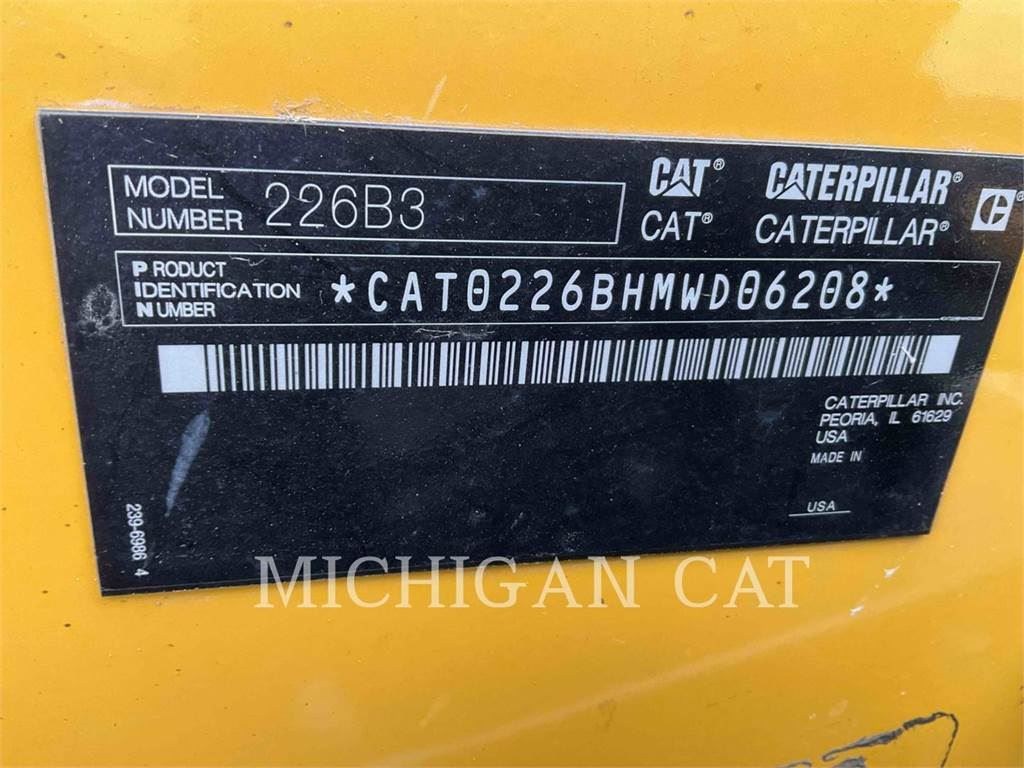 MODEL
NUMBER 226B3
CAT® CATERPILLAR®
CAT® CATERPILLAR®
C®
PRODUCT
IDENTIFICATION
NUMBER
*CAT0226BHMWD06208*
CATERPILLAR INC.
PEORIA, IL 61629
USA
MADE IN
USA
239-6986 4
MICHIGAN CAT